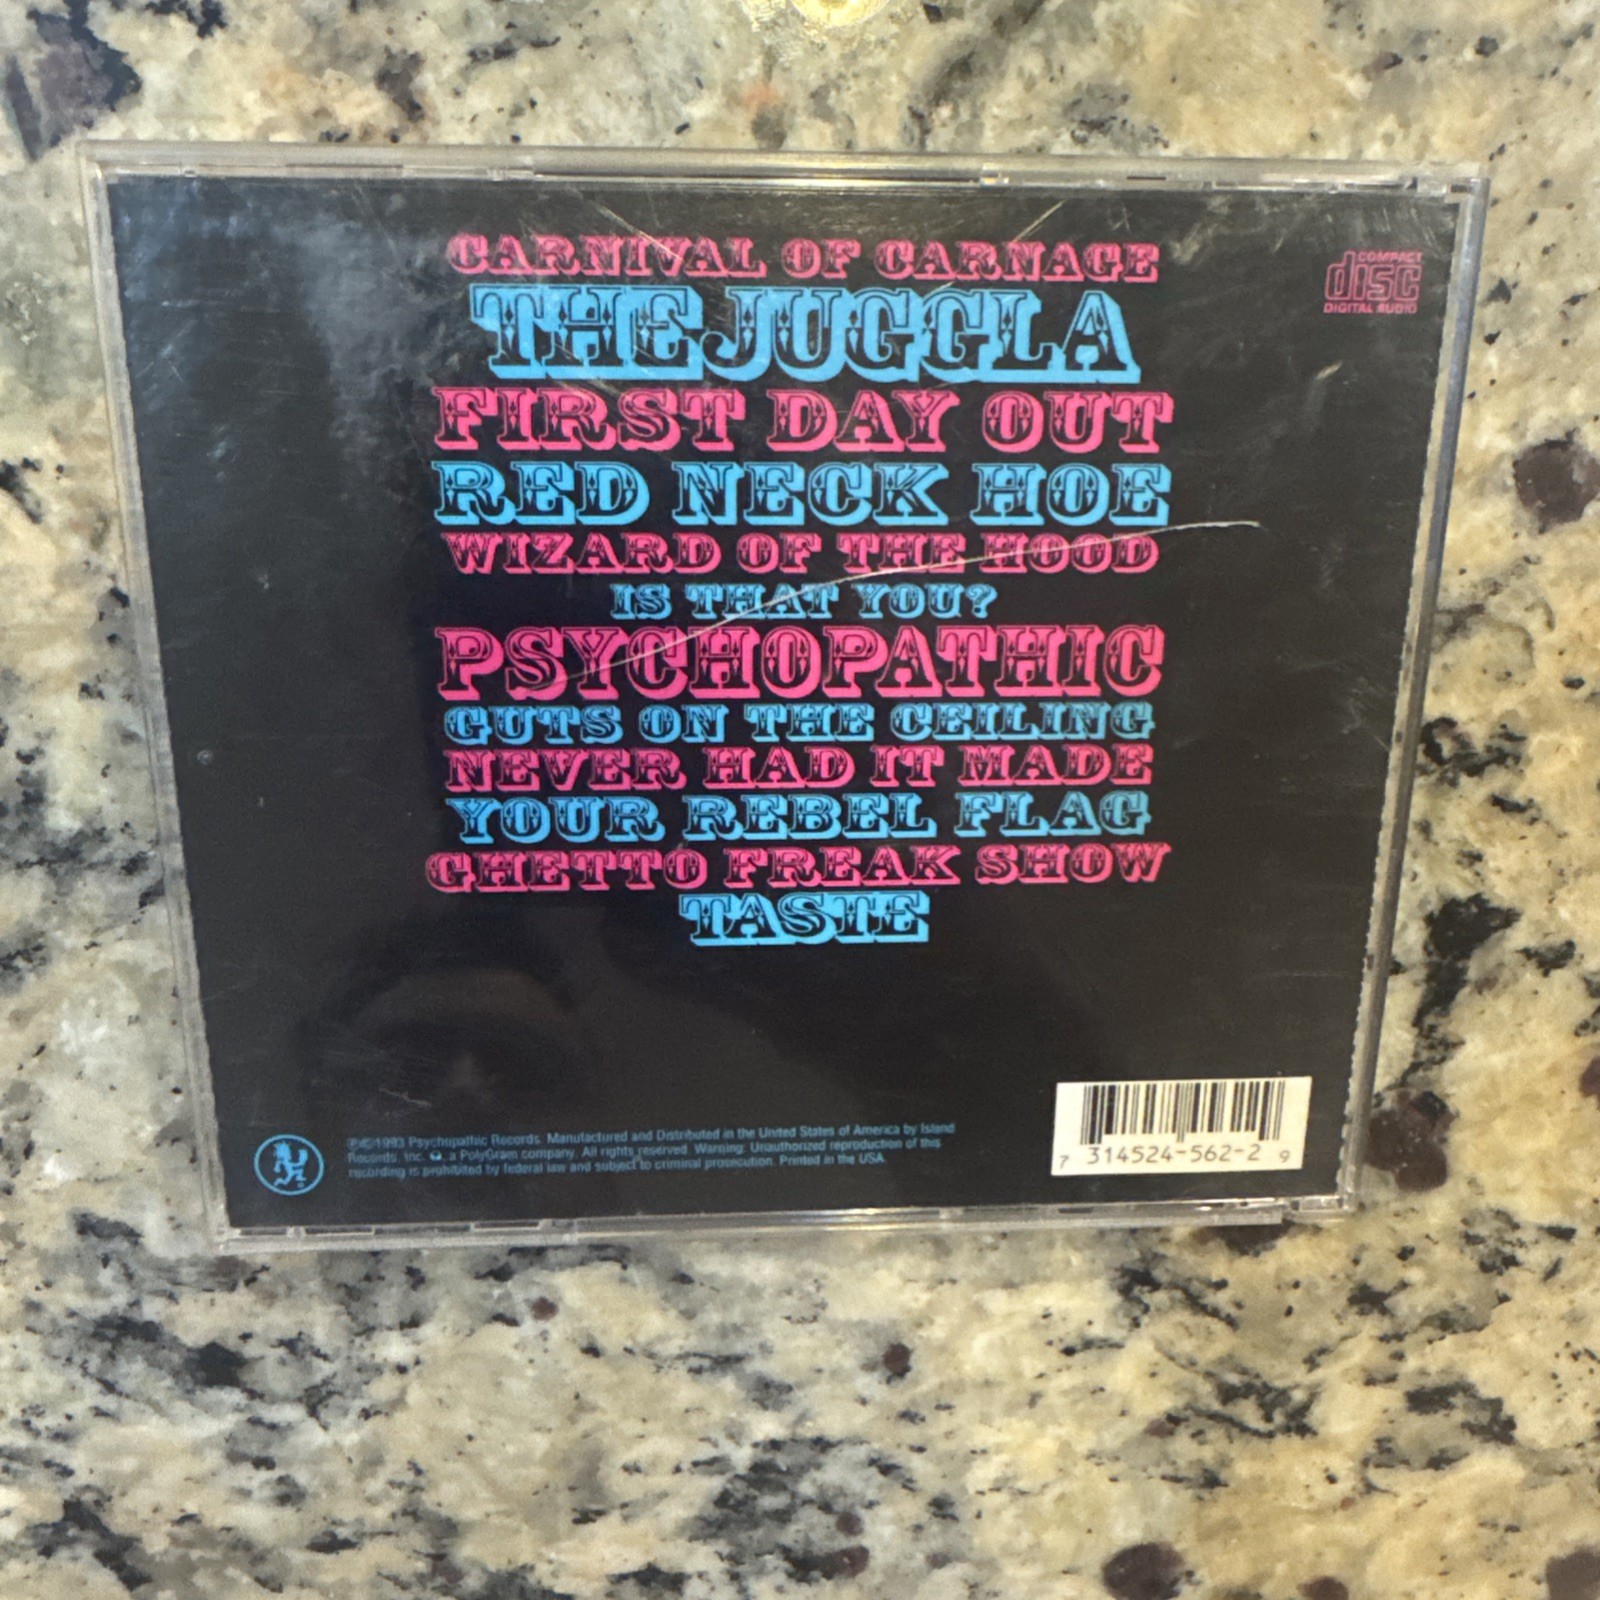 CARNIVAL OF CARNAGE
THE JUGGLA
FIRST DAY OUT
RED NECK HOE
WIZARD OF THE HOOD
IS THAT YOU?
PSYCHOPATHIC
GUTS ON THE CEILING
NEVER HAD IT MADE
YOUR REBEL FLAG
GHETTO FREAK SHOW
TASTE
COMPACT
disc
DIGITAL AUDIO
℗©1993 Psychopathic Records. Manufactured and Distributed in the United States of America by Island
Records, Inc. , a PolyGram company. All rights reserved. Warning: Unauthorized reproduction of this
recording is prohibited by federal law and subject to criminal prosecution. Printed in the USA.
7 314524-562-2 9